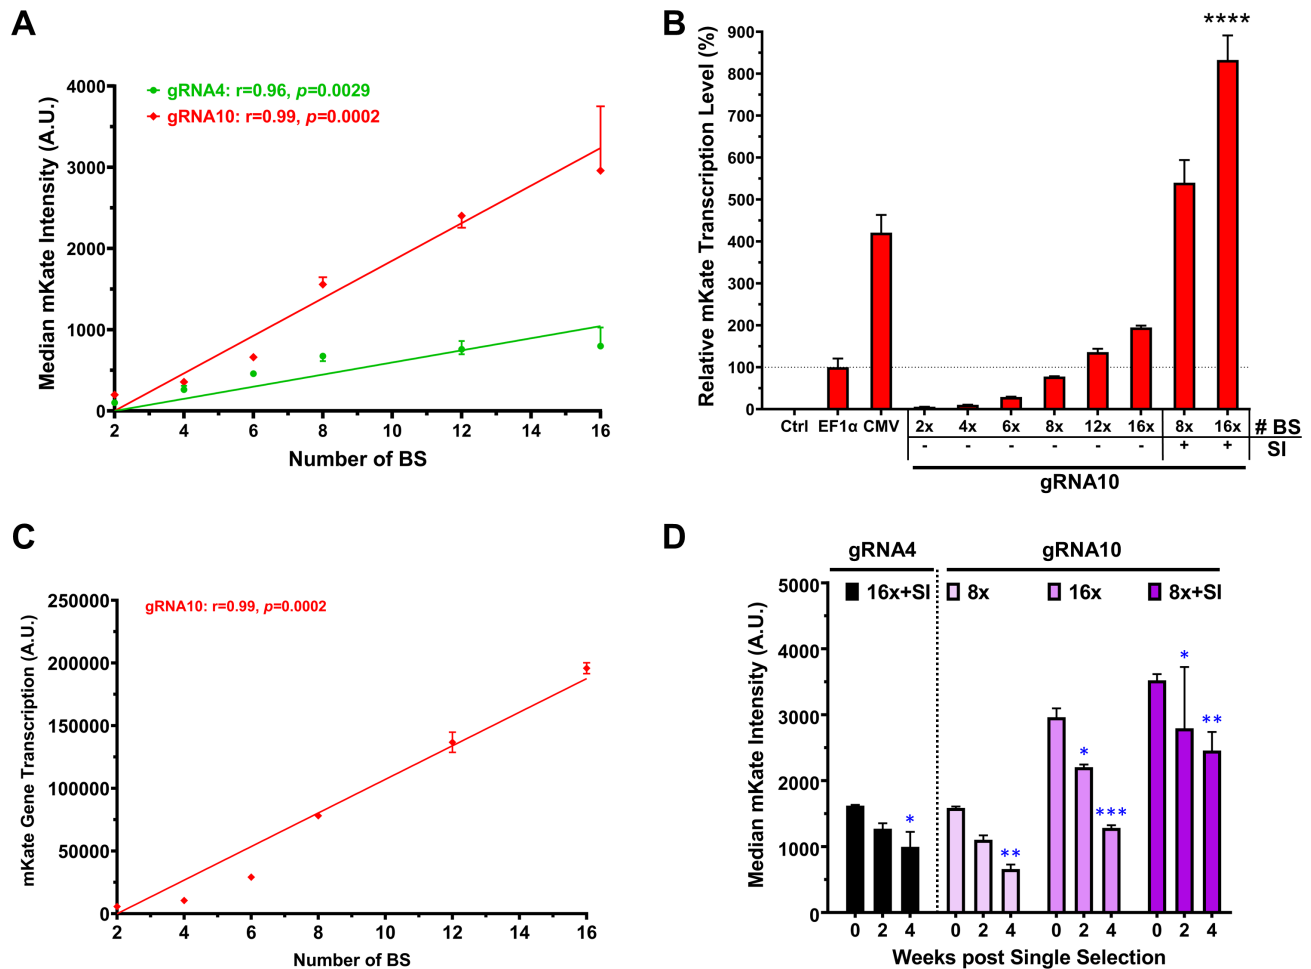 A
gRNA4: r=0.96, p=0.0029
gRNA10: r=0.99, p=0.0002
Median mKate Intensity (A.U.)
4000
3000
2000
1000
0
2 4 6 8 10 12 14 16
Number of BS
B
Relative mKate Transcription Level (%)
900
800
700
600
500
400
300
200
100
0
****
Ctrl EF1α CMV 2x 4x 6x 8x 12x 16x 8x 16x # BS
- - - - - - + + SI
gRNA10
C
gRNA10: r=0.99, p=0.0002
mKate Gene Transcription (A.U.)
250000
200000
150000
100000
50000
0
2 4 6 8 10 12 14 16
Number of BS
D
gRNA4 gRNA10
16x+SI 8x 16x 8x+SI
Median mKate Intensity (A.U.)
5000
4000
3000
2000
1000
0
* ** * *** * **
0 2 4 0 2 4 0 2 4 0 2 4
Weeks post Single Selection